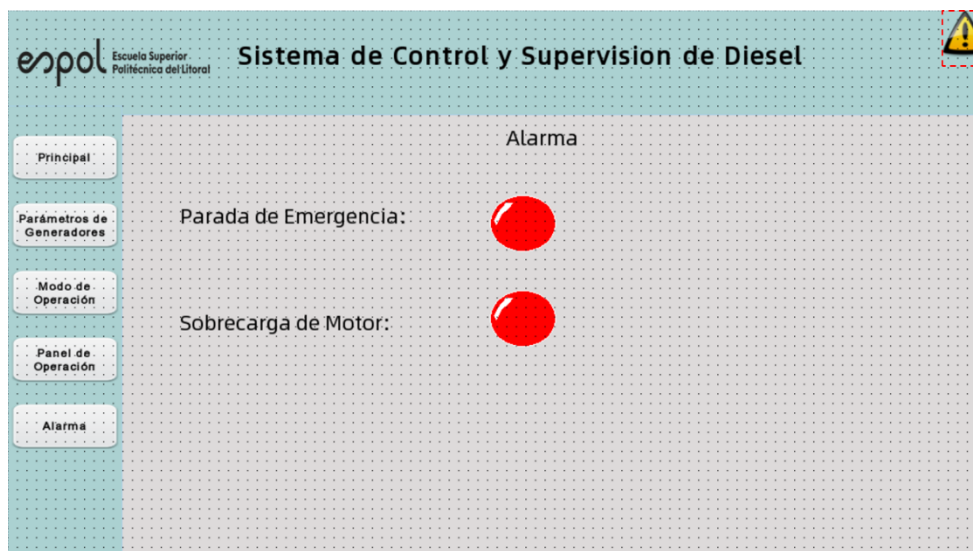 espol
Escuela Superior
Politécnica del Litoral
Sistema de Control y Supervision de Diesel
Alarma
Principal
Parámetros de
Generadores
Modo de
Operación
Panel de
Operación
Alarma
Parada de Emergencia:
Sobrecarga de Motor: